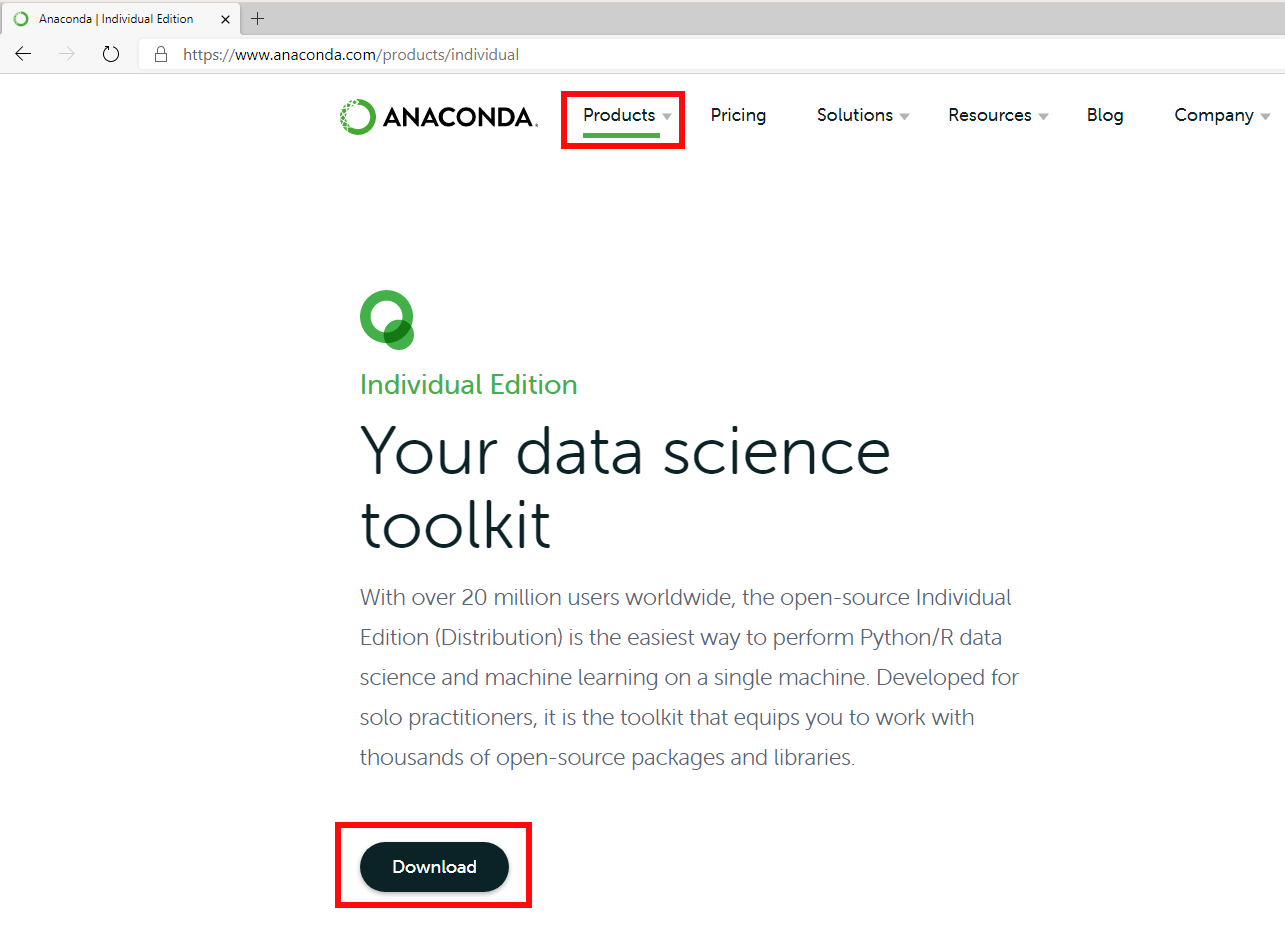 Anaconda | Individual Edition
https://www.anaconda.com/products/individual
ANACONDA.
Products
Pricing
Solutions
Resources
Blog
Company
Individual Edition
Your data science
toolkit
With over 20 million users worldwide, the open-source Individual
Edition (Distribution) is the easiest way to perform Python/R data
science and machine learning on a single machine. Developed for
solo practitioners, it is the toolkit that equips you to work with
thousands of open-source packages and libraries.
Download